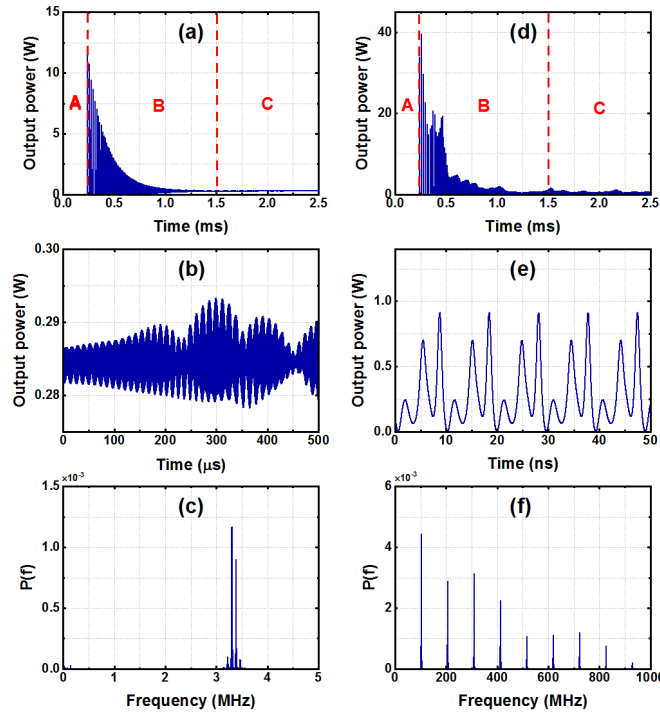 15
(a)
10
A
B
C
5
0
0.0 0.5 1.0 1.5 2.0 2.5
Output power (W)
Time (ms)
(d)
40
A
B
C
20
0
0.0 0.5 1.0 1.5 2.0 2.5
Output power (W)
Time (ms)
0.30
(b)
0.29
0.28
0 100 200 300 400 500
Output power (W)
Time (μs)
(e)
1.0
0.5
0.0
0 10 20 30 40 50
Output power (W)
Time (ns)
×10⁻³
1.5
(c)
1.0
0.5
0.0
0 1 2 3 4 5
P(f)
Frequency (MHz)
×10⁻³
6
(f)
4
2
0
0 200 400 600 800 1000
P(f)
Frequency (MHz)